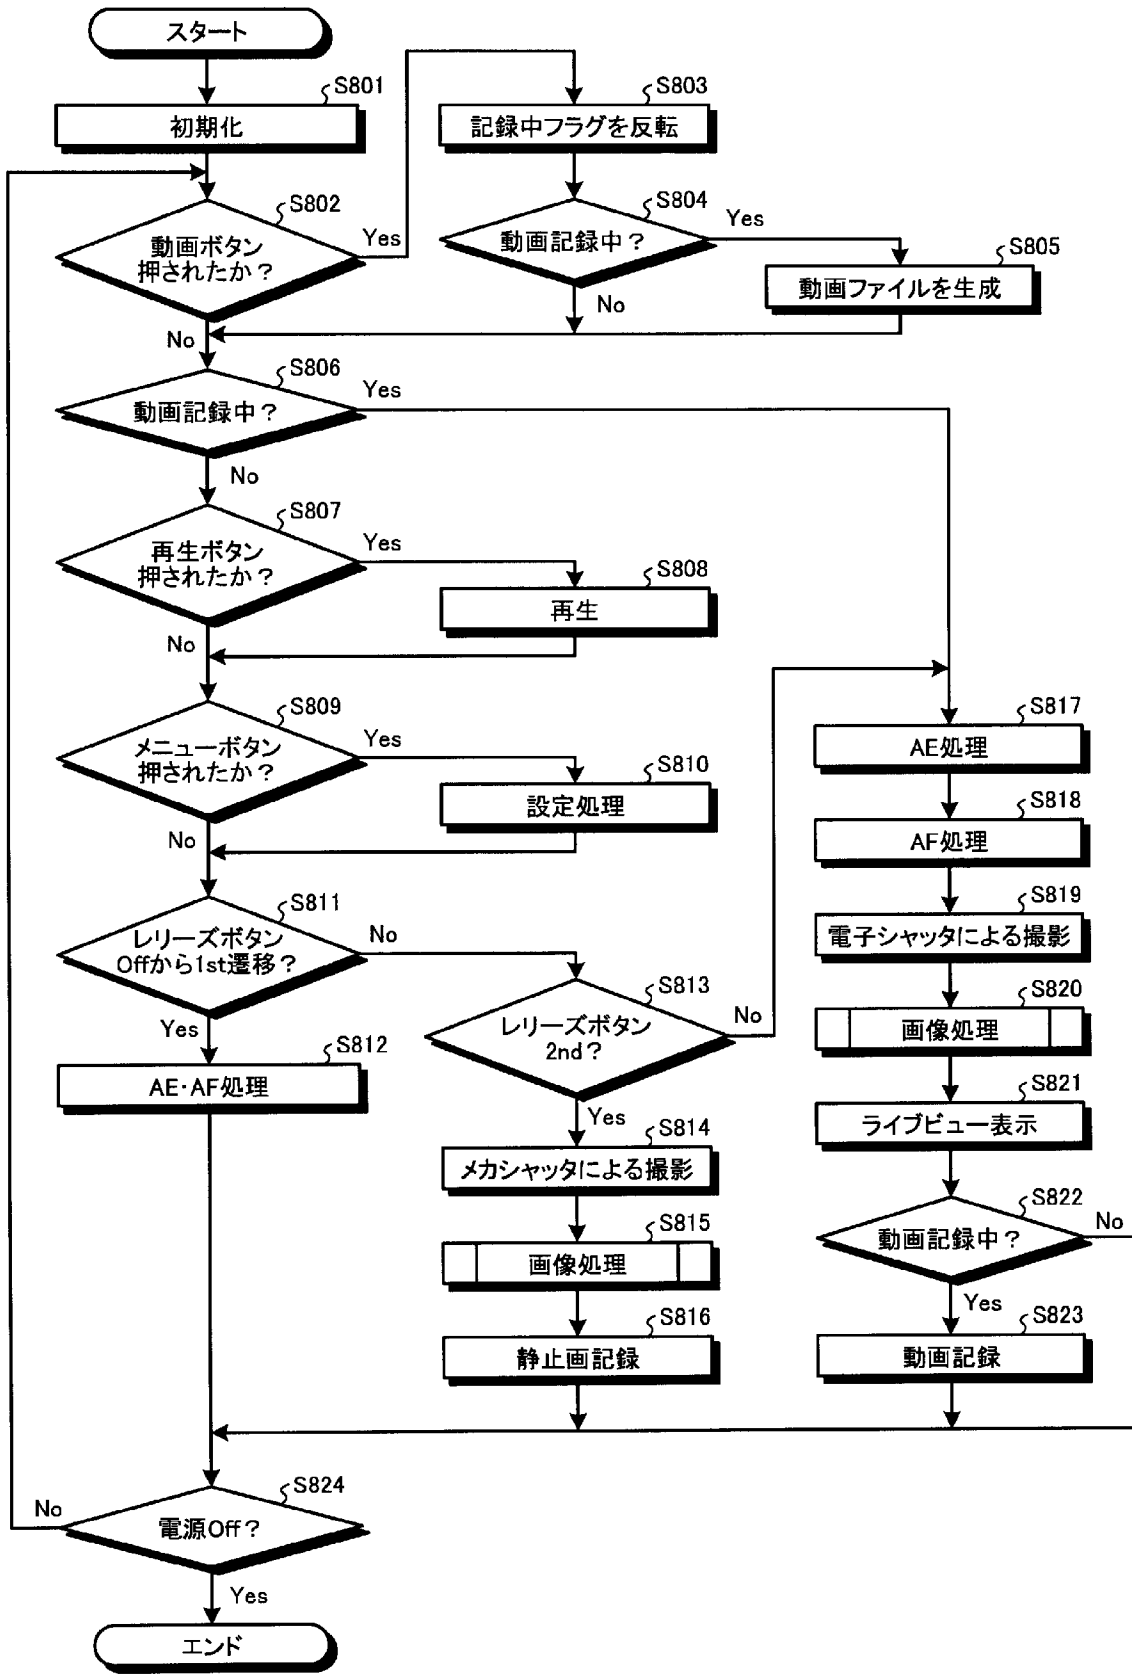 スタート
S801
初期化
S802
動画ボタン
押されたか？
Yes
No
S803
記録中フラグを反転
S804
動画記録中？
Yes
No
S805
動画ファイルを生成
S806
動画記録中？
Yes
No
S807
再生ボタン
押されたか？
Yes
No
S808
再生
S809
メニューボタン
押されたか？
Yes
No
S810
設定処理
S811
レリーズボタン
Offから1st遷移？
No
Yes
S812
AE・AF処理
S813
レリーズボタン
2nd？
No
Yes
S814
メカシャッタによる撮影
S815
画像処理
S816
静止画記録
S817
AE処理
S818
AF処理
S819
電子シャッタによる撮影
S820
画像処理
S821
ライブビュー表示
S822
動画記録中？
No
Yes
S823
動画記録
S824
電源Off？
No
Yes
エンド